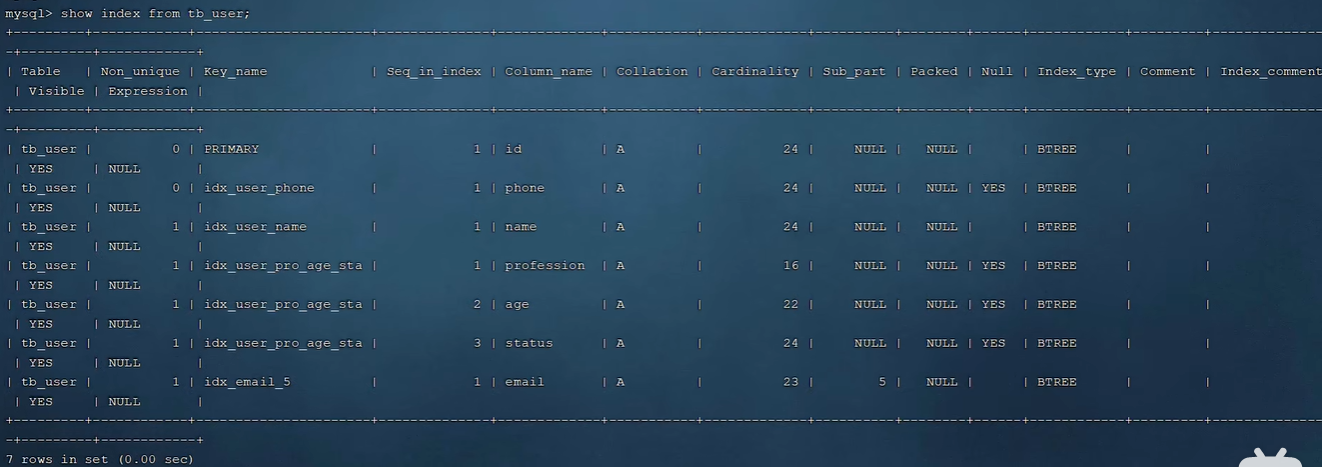 mysql> show index from tb_user;
+---------+------------+----------------------+--------------+-------------+-----------+-------------+----------+--------+------+------------+---------+--------------
-+---------+------------+
| Table   | Non_unique | Key_name             | Seq_in_index | Column_name | Collation | Cardinality | Sub_part | Packed | Null | Index_type | Comment | Index_comment
 | Visible | Expression |
+---------+------------+----------------------+--------------+-------------+-----------+-------------+----------+--------+------+------------+---------+--------------
-+---------+------------+
| tb_user |          0 | PRIMARY              |            1 | id          | A         |          24 |     NULL |   NULL |      | BTREE      |         |
 | YES     | NULL       |
| tb_user |          0 | idx_user_phone       |            1 | phone       | A         |          24 |     NULL |   NULL | YES  | BTREE      |         |
 | YES     | NULL       |
| tb_user |          1 | idx_user_name        |            1 | name        | A         |          24 |     NULL |   NULL |      | BTREE      |         |
 | YES     | NULL       |
| tb_user |          1 | idx_user_pro_age_sta |            1 | profession  | A         |          16 |     NULL |   NULL | YES  | BTREE      |         |
 | YES     | NULL       |
| tb_user |          1 | idx_user_pro_age_sta |            2 | age         | A         |          22 |     NULL |   NULL | YES  | BTREE      |         |
 | YES     | NULL       |
| tb_user |          1 | idx_user_pro_age_sta |            3 | status      | A         |          24 |     NULL |   NULL | YES  | BTREE      |         |
 | YES     | NULL       |
| tb_user |          1 | idx_email_5          |            1 | email       | A         |          23 |        5 |   NULL |      | BTREE      |         |
 | YES     | NULL       |
+---------+------------+----------------------+--------------+-------------+-----------+-------------+----------+--------+------+------------+---------+--------------
-+---------+------------+
7 rows in set (0.00 sec)